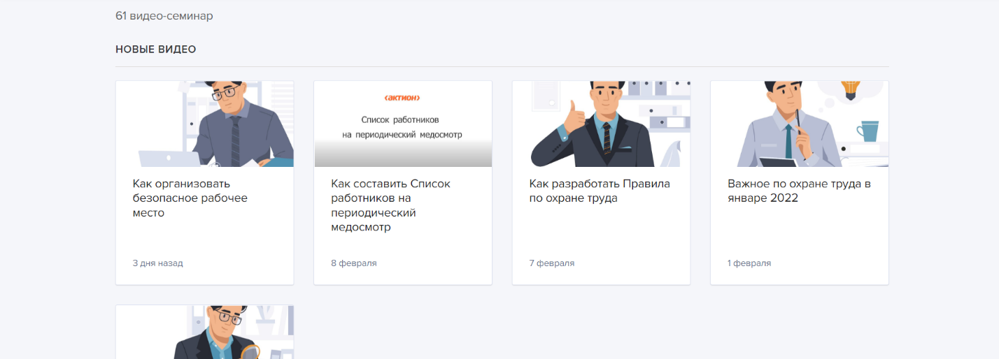 61 видео-семинар
НОВЫЕ ВИДЕО
‹актион›
Список работников
на периодический медосмотр
Как организовать
безопасное рабочее
место
3 дня назад
Как составить Список
работников на
периодический
медосмотр
8 февраля
Как разработать Правила
по охране труда
7 февраля
Важное по охране труда в
январе 2022
1 февраля